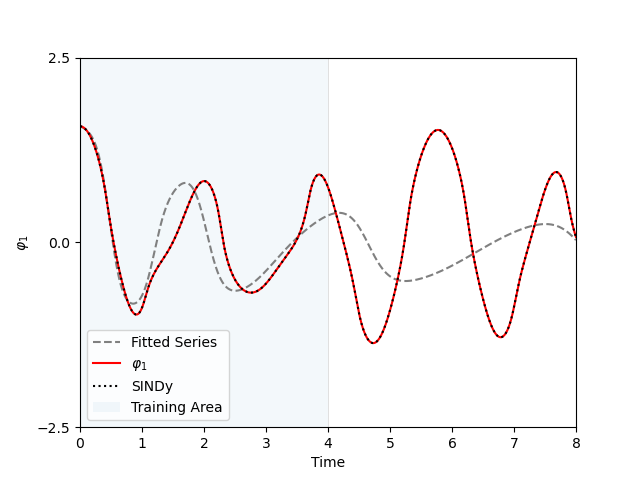 2.5
0.0
−2.5
φ₁
Fitted Series
φ₁
SINDy
Training Area
0 1 2 3 4 5 6 7 8
Time